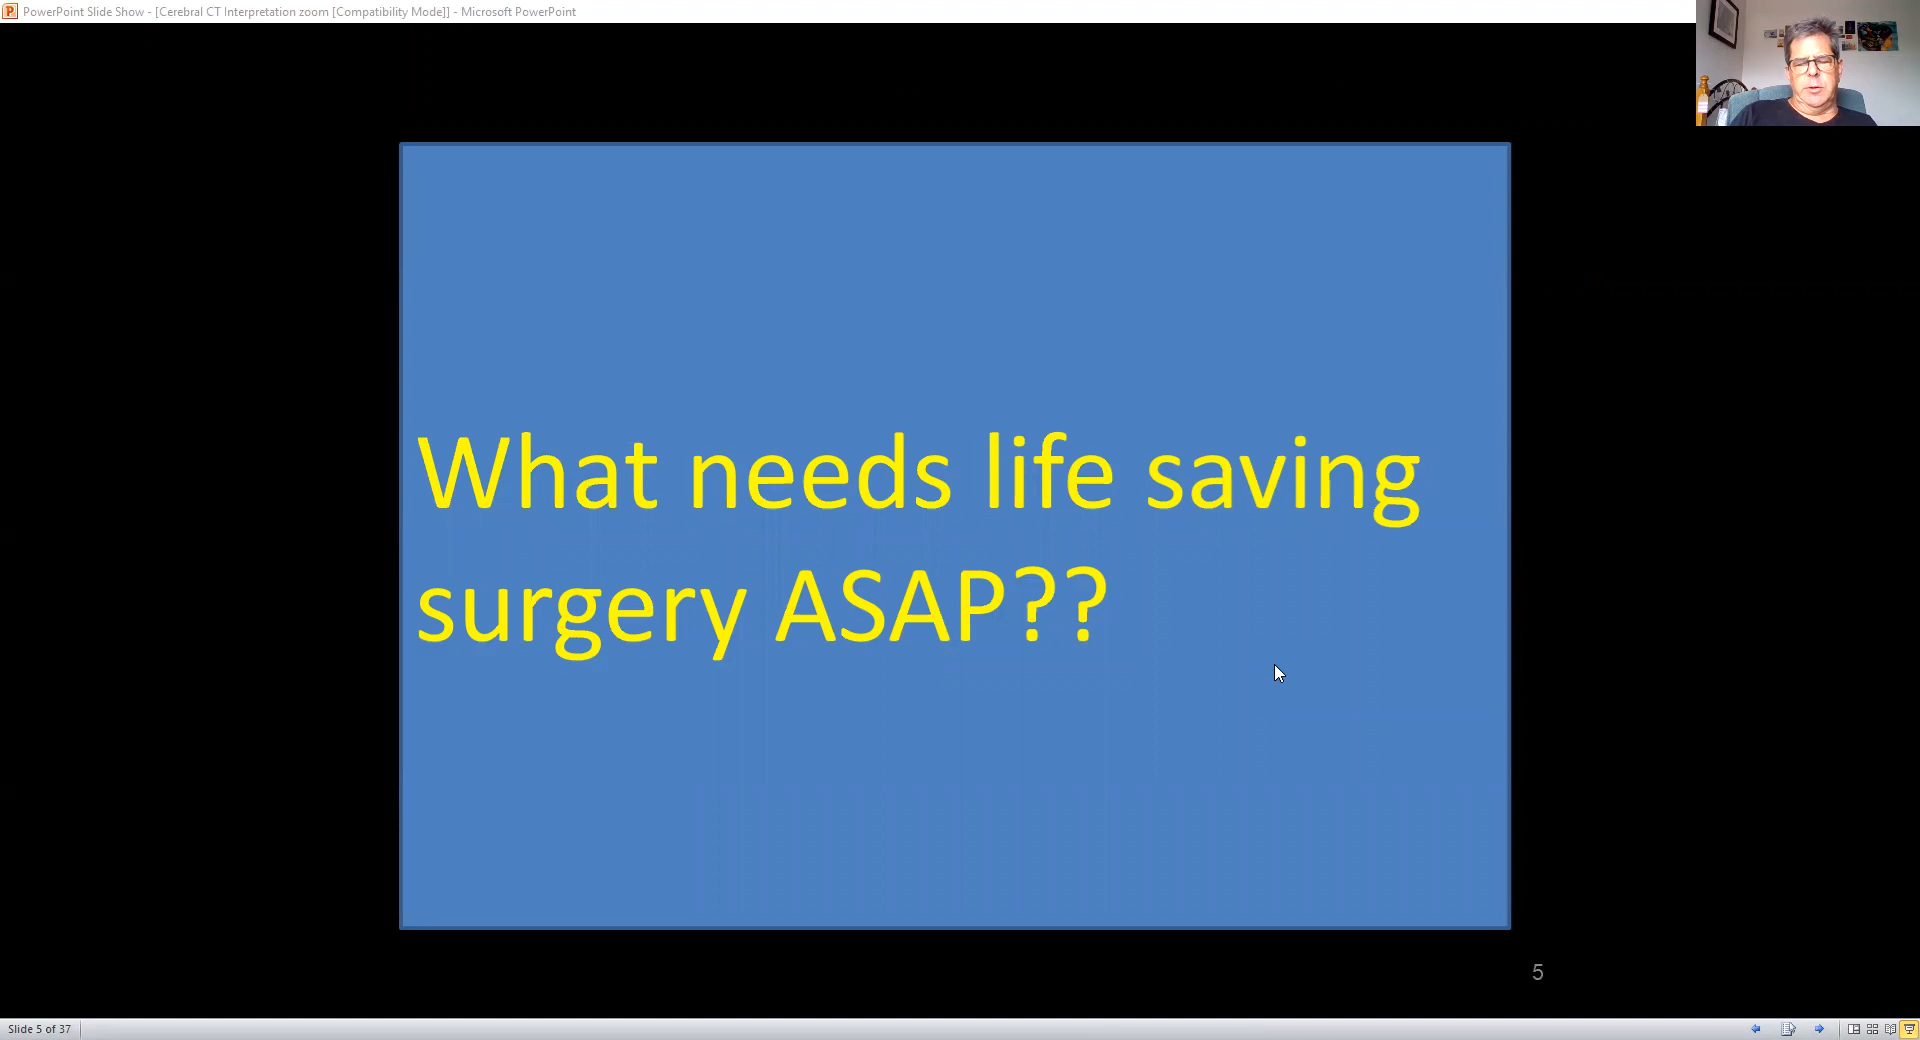 PowerPoint Slide Show - [Cerebral CT Interpretation zoom [Compatibility Mode]] - Microsoft PowerPoint
What needs life saving
surgery ASAP??
5
Slide 5 of 37